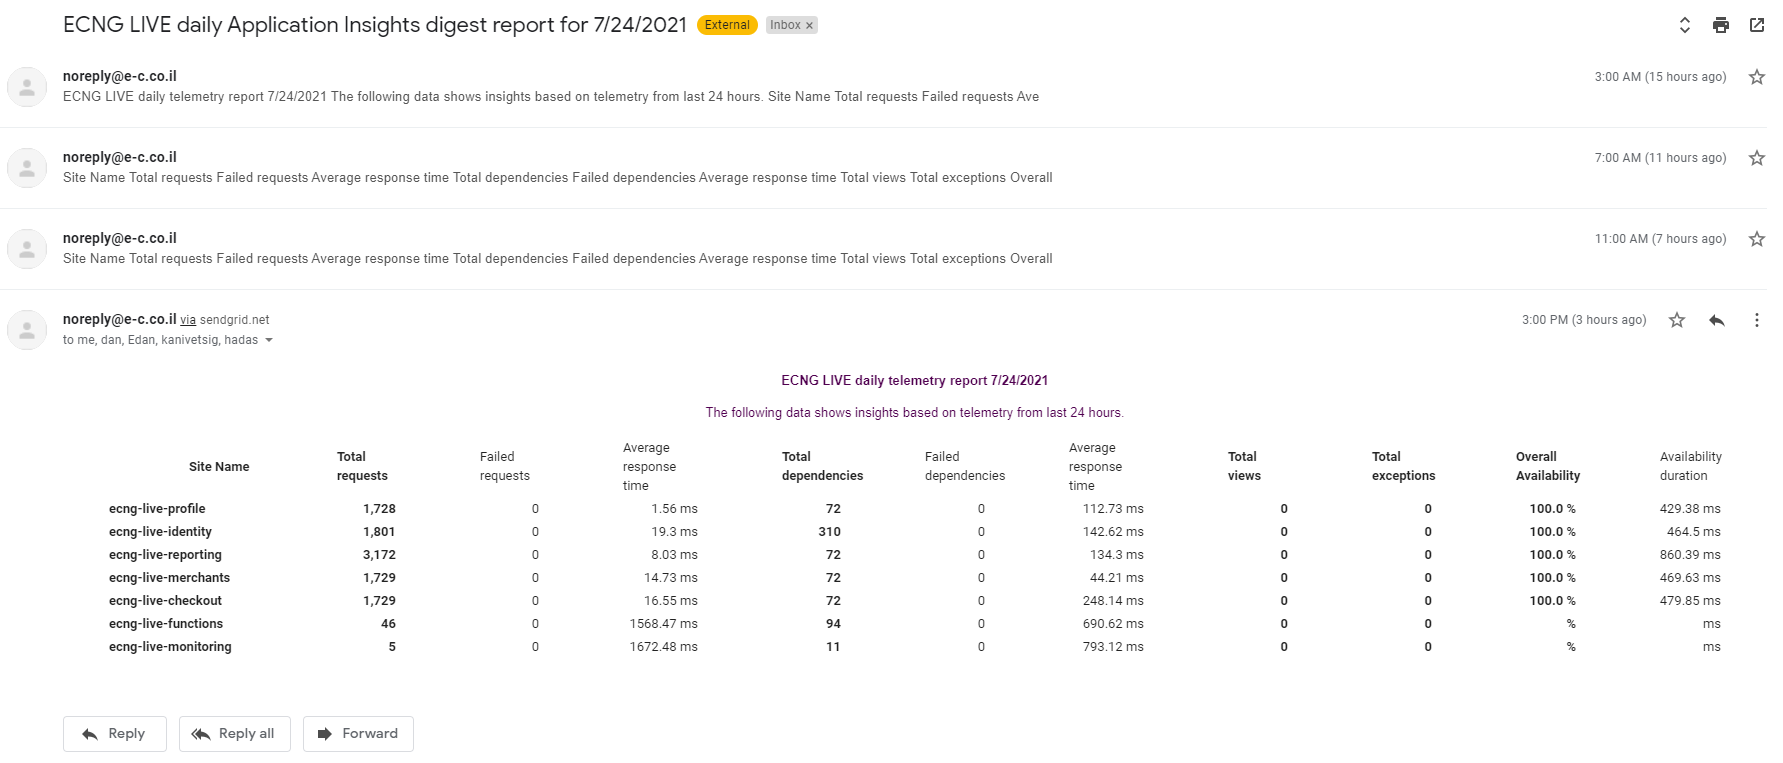 ECNG LIVE daily Application Insights digest report for 7/24/2021 External Inbox ×
noreply@e-c.co.il 3:00 AM (15 hours ago)
ECNG LIVE daily telemetry report 7/24/2021 The following data shows insights based on telemetry from last 24 hours. Site Name Total requests Failed requests Ave
noreply@e-c.co.il 7:00 AM (11 hours ago)
Site Name Total requests Failed requests Average response time Total dependencies Failed dependencies Average response time Total views Total exceptions Overall
noreply@e-c.co.il 11:00 AM (7 hours ago)
Site Name Total requests Failed requests Average response time Total dependencies Failed dependencies Average response time Total views Total exceptions Overall
noreply@e-c.co.il via sendgrid.net 3:00 PM (3 hours ago)
to me, dan, Edan, kanivetsig, hadas
ECNG LIVE daily telemetry report 7/24/2021
The following data shows insights based on telemetry from last 24 hours.
Site Name Total requests Failed requests Average response time Total dependencies Failed dependencies Average response time Total views Total exceptions Overall Availability Availability duration
ecng-live-profile 1,728 0 1.56 ms 72 0 112.73 ms 0 0 100.0 % 429.38 ms
ecng-live-identity 1,801 0 19.3 ms 310 0 142.62 ms 0 0 100.0 % 464.5 ms
ecng-live-reporting 3,172 0 8.03 ms 72 0 134.3 ms 0 0 100.0 % 860.39 ms
ecng-live-merchants 1,729 0 14.73 ms 72 0 44.21 ms 0 0 100.0 % 469.63 ms
ecng-live-checkout 1,729 0 16.55 ms 72 0 248.14 ms 0 0 100.0 % 479.85 ms
ecng-live-functions 46 0 1568.47 ms 94 0 690.62 ms 0 0 % ms
ecng-live-monitoring 5 0 1672.48 ms 11 0 793.12 ms 0 0 % ms
Reply Reply all Forward